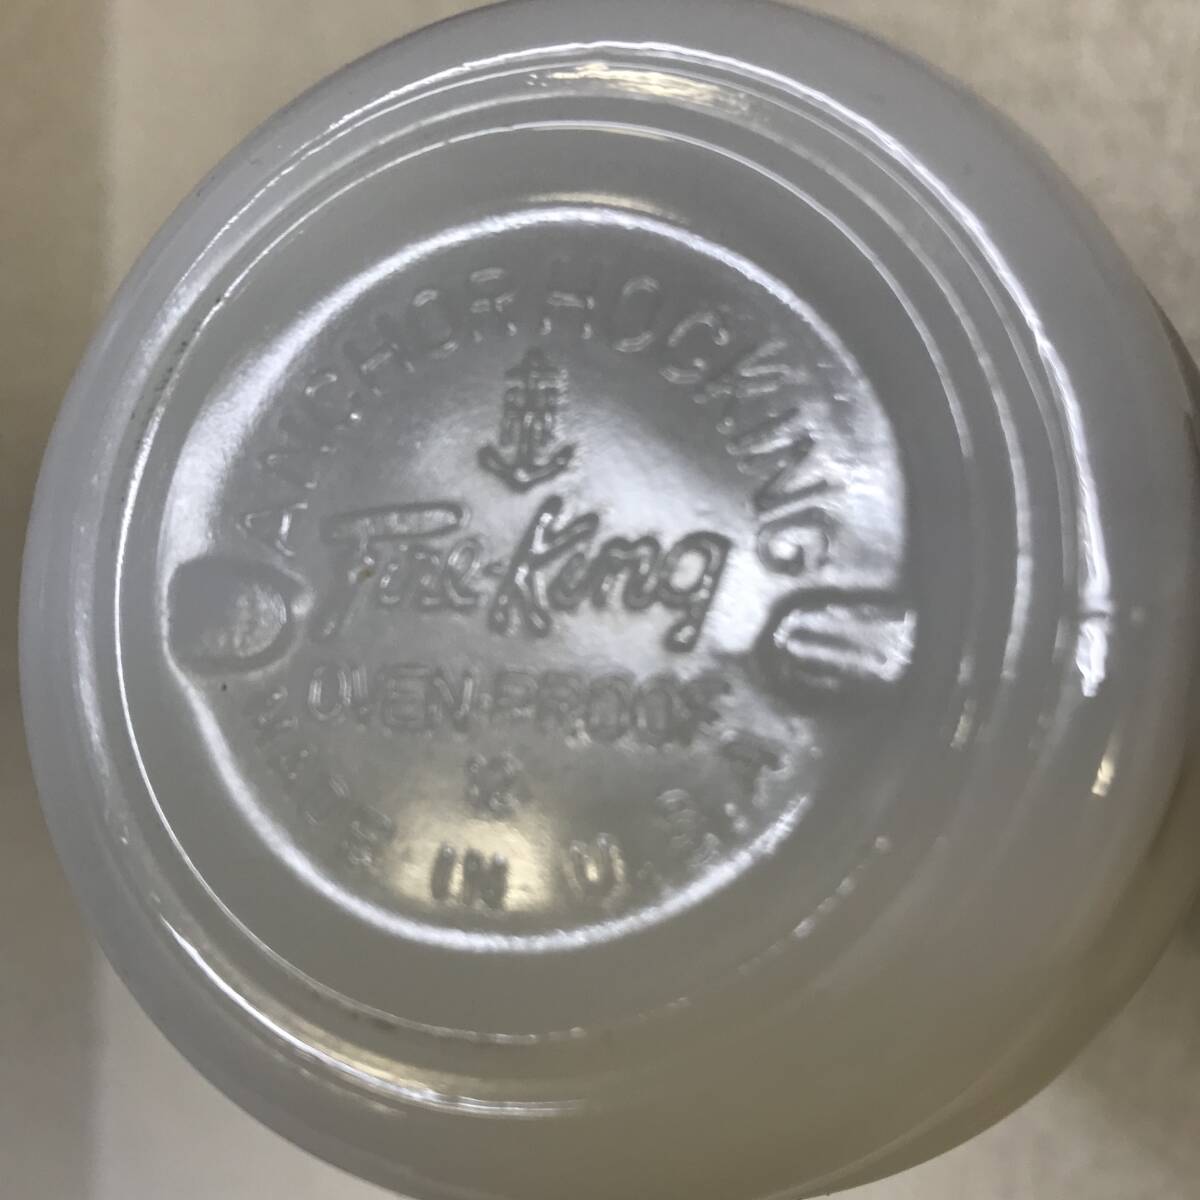 ANCHOR HOCKING
Fire-King
OVEN-PROOF
MADE IN U.S.A.